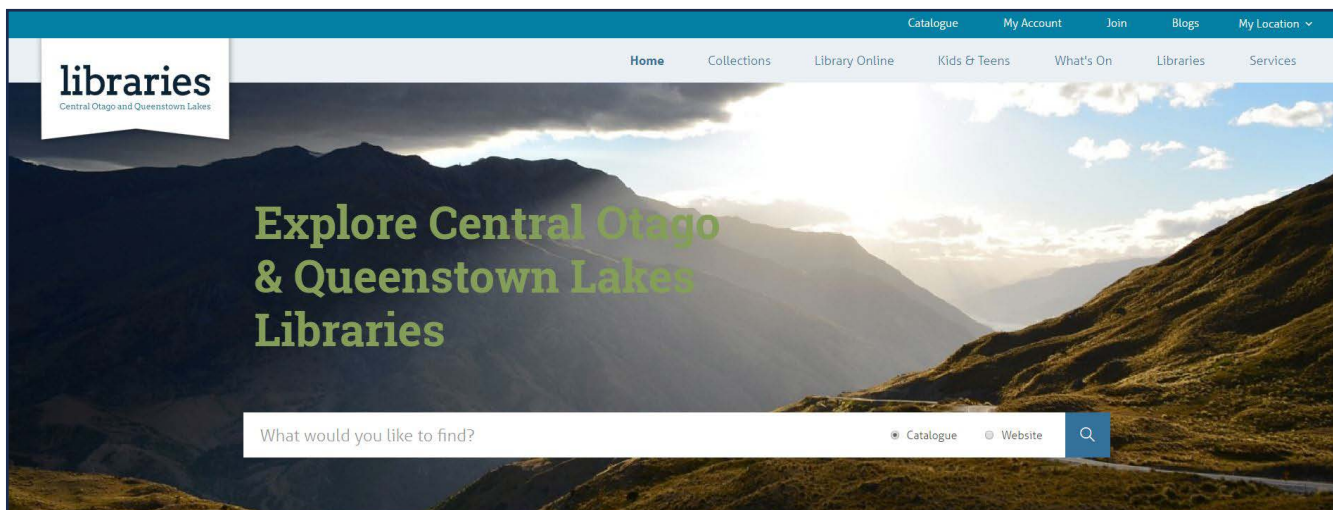 Catalogue My Account Join Blogs My Location
libraries
Central Otago and Queenstown Lakes
Home Collections Library Online Kids & Teens What's On Libraries Services
Explore Central Otago
& Queenstown Lakes
Libraries
What would you like to find? Catalogue Website